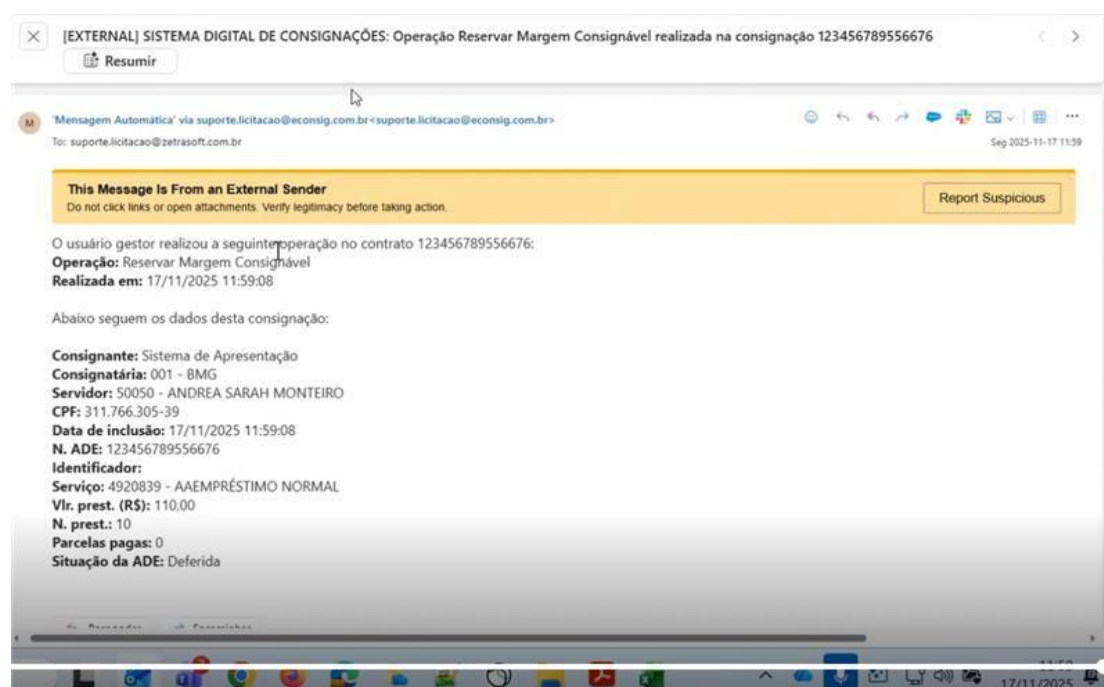 [EXTERNAL] SISTEMA DIGITAL DE CONSIGNAÇÕES: Operação Reservar Margem Consignável realizada na consignação 123456789556676
Resumir
M
'Mensagem Automática' via suporte.licitacao@econsig.com.br<suporte.licitacao@econsig.com.br>
To: suporte.licitacao@zetrasoft.com.br
Seg 2025-11-17 11:59
This Message Is From an External Sender
Do not click links or open attachments. Verify legitimacy before taking action.
Report Suspicious
O usuário gestor realizou a seguinte operação no contrato 123456789556676:
Operação: Reservar Margem Consignável
Realizada em: 17/11/2025 11:59:08
Abaixo seguem os dados desta consignação:
Consignante: Sistema de Apresentação
Consignatária: 001 - BMG
Servidor: 50050 - ANDREA SARAH MONTEIRO
CPF: 311.766.305-39
Data de inclusão: 17/11/2025 11:59:08
N. ADE: 123456789556676
Identificador:
Serviço: 4920839 - AAEMPRÉSTIMO NORMAL
Vlr. prest. (R$): 110,00
N. prest.: 10
Parcelas pagas: 0
Situação da ADE: Deferida
17/11/2025